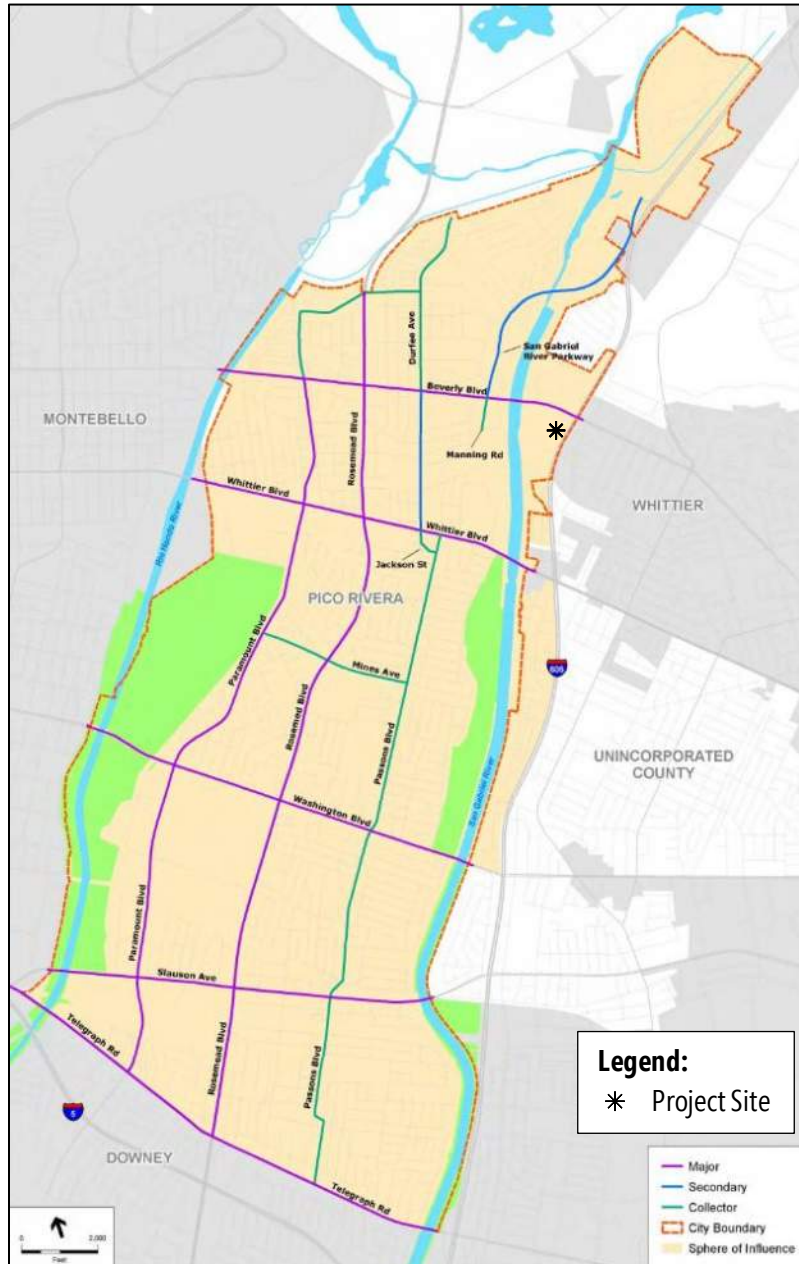 Durfee Ave
San Gabriel
River Parkway
Beverly Blvd
MONTEBELLO
Rosemead Blvd
Manning Rd
Whittier Blvd
WHITTIER
Rio Hondo River
Whittier Blvd
Jackson St
PICO RIVERA
Paramount Blvd
Mines Ave
605
Rosemead Blvd
Passons Blvd
UNINCORPORATED
COUNTY
San Gabriel River
Washington Blvd
Paramount Blvd
Slauson Ave
Telegraph Rd
Rosemead Blvd
Passons Blvd
Legend:
Project Site
5
DOWNEY
Telegraph Rd
Major
Secondary
Collector
City Boundary
Sphere of Influence
0 2,000
Feet